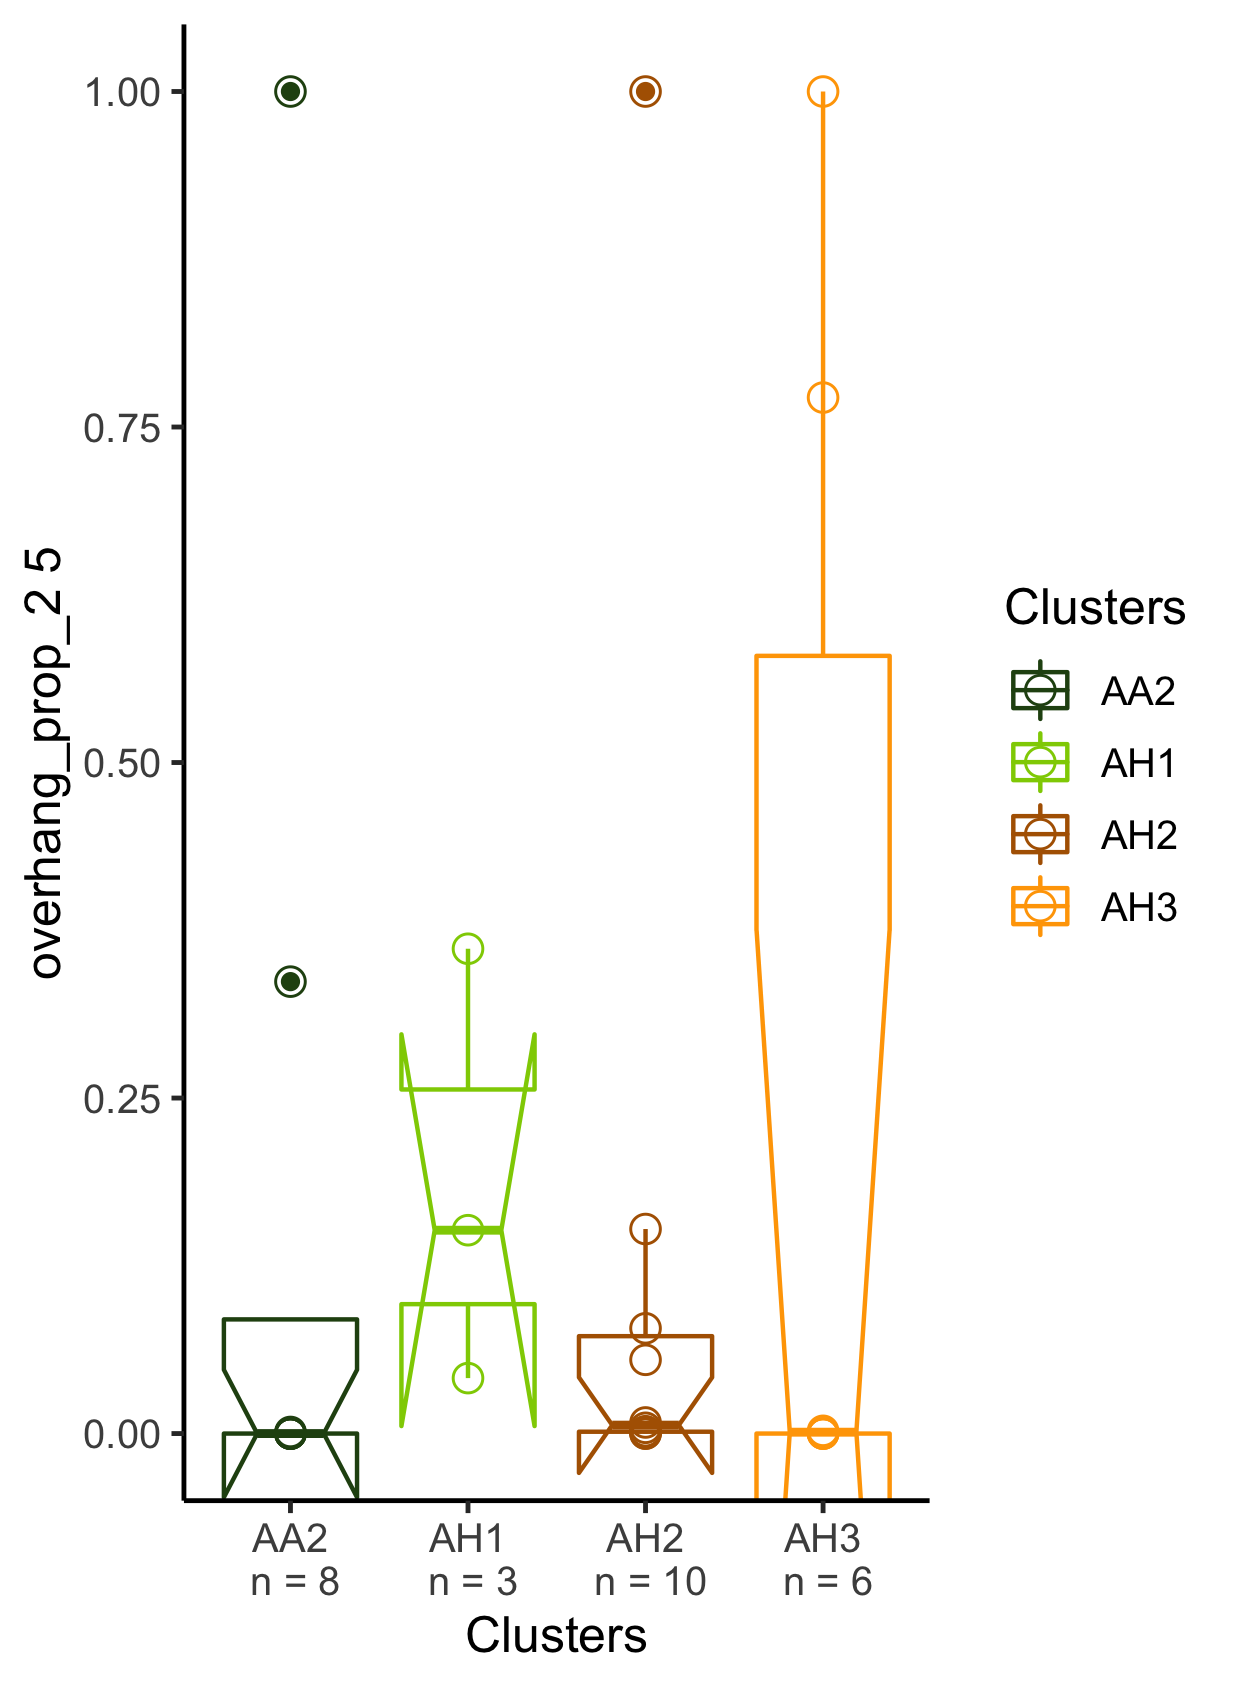 1.00
0.75
0.50
0.25
0.00
overhang_prop_2 5
AA2
n = 8
AH1
n = 3
AH2
n = 10
AH3
n = 6
Clusters
Clusters
AA2
AH1
AH2
AH3